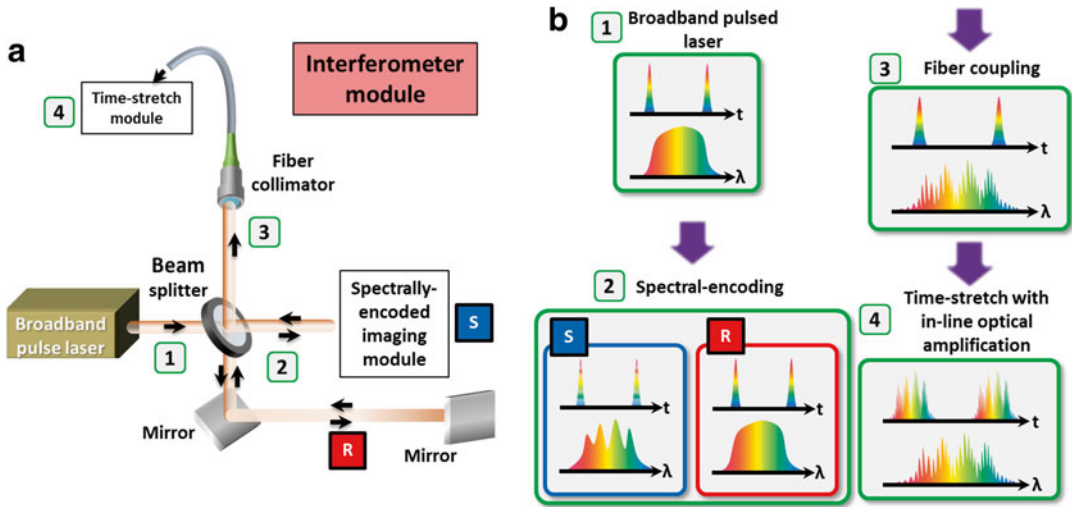 a
Interferometer
module
4
Time-stretch
module
Fiber
collimator
3
Beam
splitter
Broadband
pulse laser
1
2
Spectrally-
encoded
imaging
module
S
Mirror
R
Mirror
b
1
Broadband pulsed
laser
t
λ
2
Spectral-encoding
S
t
λ
R
t
λ
3
Fiber coupling
t
λ
4
Time-stretch with
in-line optical
amplification
t
λ